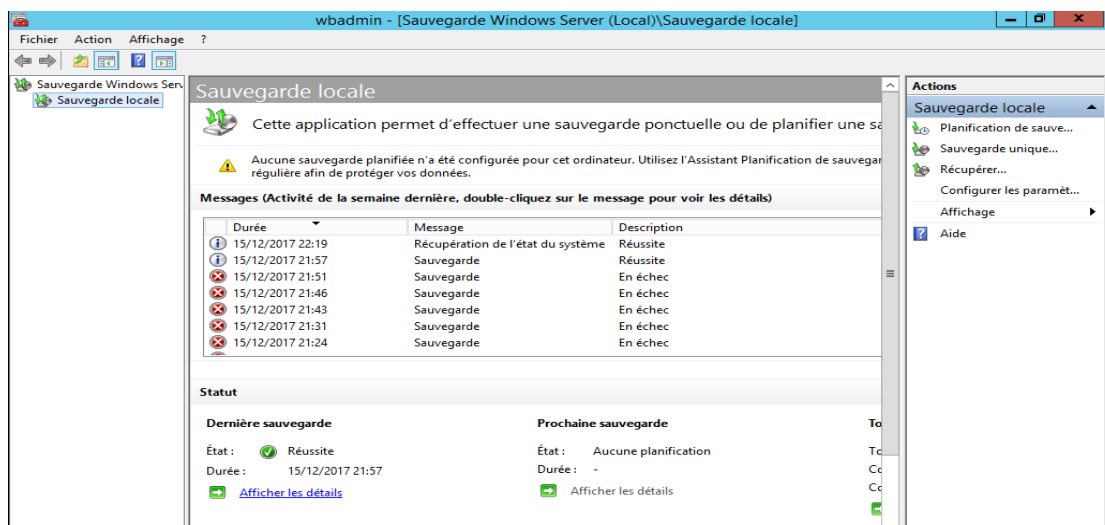 wbadmin - [Sauvegarde Windows Server (Local)\Sauvegarde locale]
Fichier Action Affichage ?
Sauvegarde Windows Serv
Sauvegarde locale
Sauvegarde locale
Cette application permet d'effectuer une sauvegarde ponctuelle ou de planifier une sa
Aucune sauvegarde planifiée n'a été configurée pour cet ordinateur. Utilisez l'Assistant Planification de sauvegar
régulière afin de protéger vos données.
Messages (Activité de la semaine dernière, double-cliquez sur le message pour voir les détails)
Durée Message Description
15/12/2017 22:19 Récupération de l'état du système Réussite
15/12/2017 21:57 Sauvegarde Réussite
15/12/2017 21:51 Sauvegarde En échec
15/12/2017 21:46 Sauvegarde En échec
15/12/2017 21:43 Sauvegarde En échec
15/12/2017 21:31 Sauvegarde En échec
15/12/2017 21:24 Sauvegarde En échec
Statut
Dernière sauvegarde Prochaine sauvegarde To
État : Réussite État : Aucune planification To
Durée : 15/12/2017 21:57 Durée : - Co
Afficher les détails Afficher les détails Co
Actions
Sauvegarde locale
Planification de sauve...
Sauvegarde unique...
Récupérer...
Configurer les paramèt...
Affichage
Aide